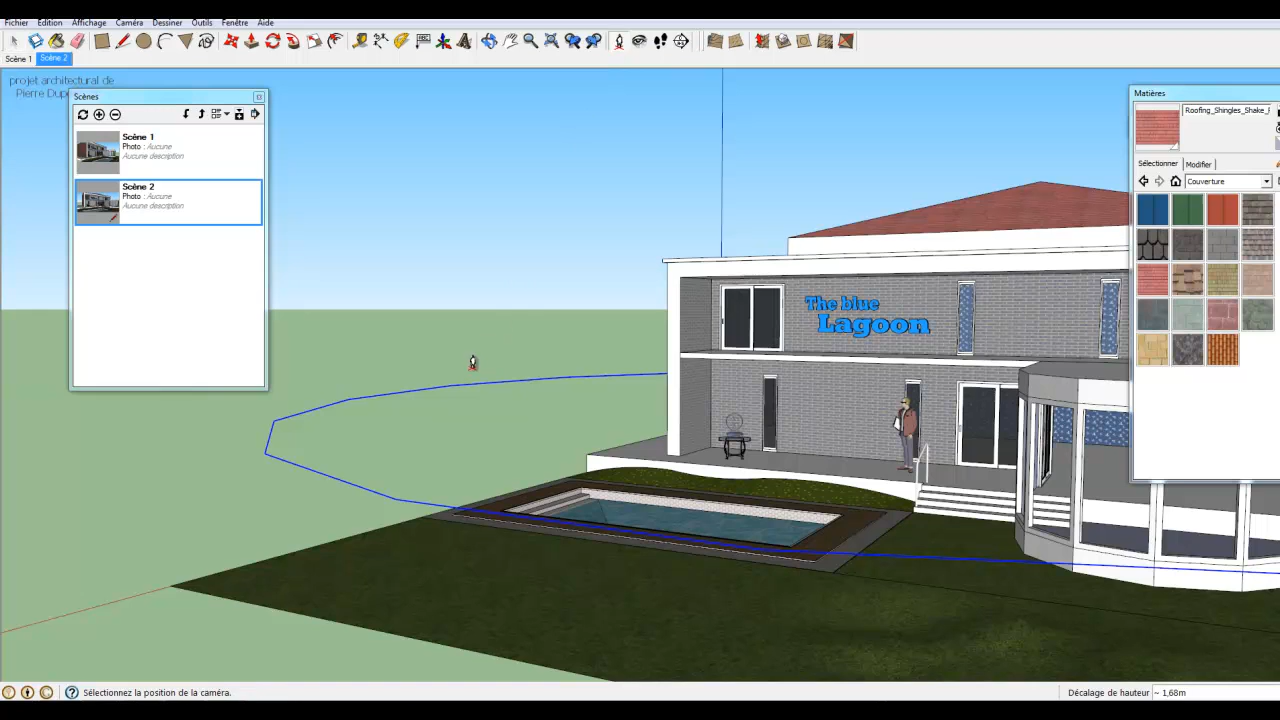 Fichier Edition Affichage Caméra Dessiner Outils Fenêtre Aide
Scène 1 Scène 2
projet architectural de
Pierre Dup
Scènes
Scène 1
Photo : Aucune
Aucune description
Scène 2
Photo : Aucune
Aucune description
The blue
Lagoon
Matières
Roofing_Shingles_Shake_
Sélectionner Modifier
Couverture
Sélectionnez la position de la caméra.
Décalage de hauteur ~ 1,68m